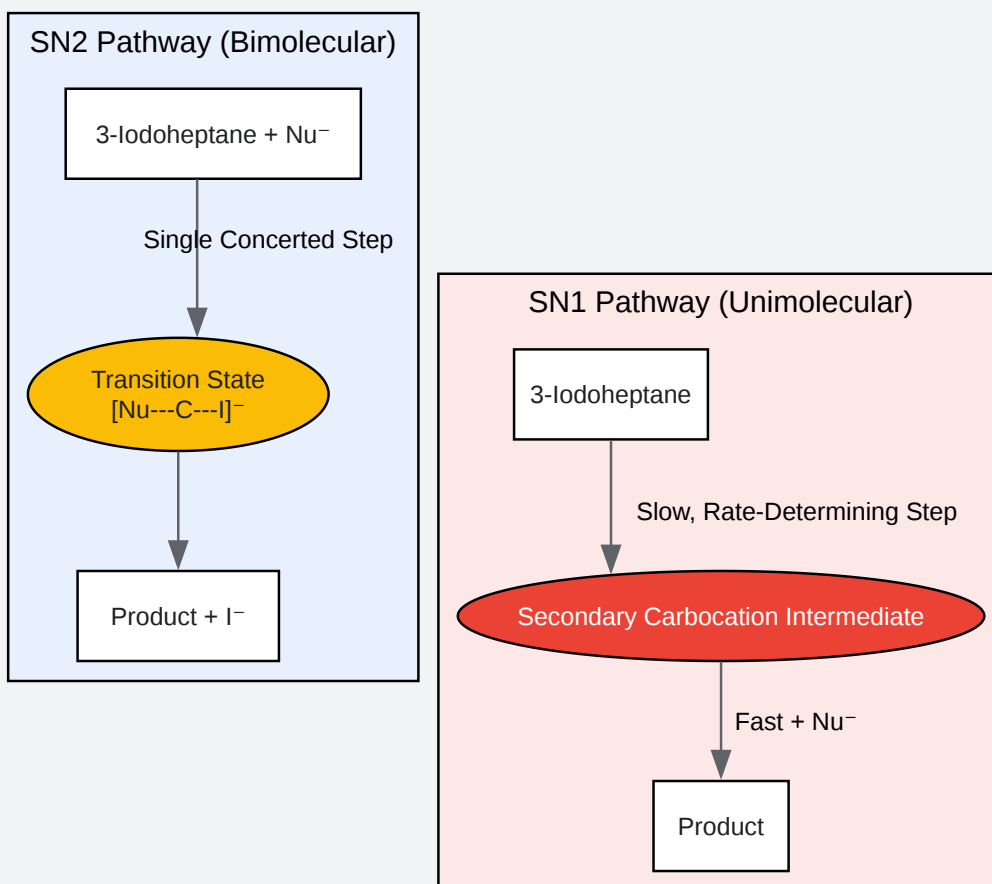 SN2 Pathway (Bimolecular)
3-Iodoheptane + Nu⁻
Single Concerted Step
Transition State
[Nu---C---I]⁻
Product + I⁻
SN1 Pathway (Unimolecular)
3-Iodoheptane
Slow, Rate-Determining Step
Secondary Carbocation Intermediate
Fast + Nu⁻
Product